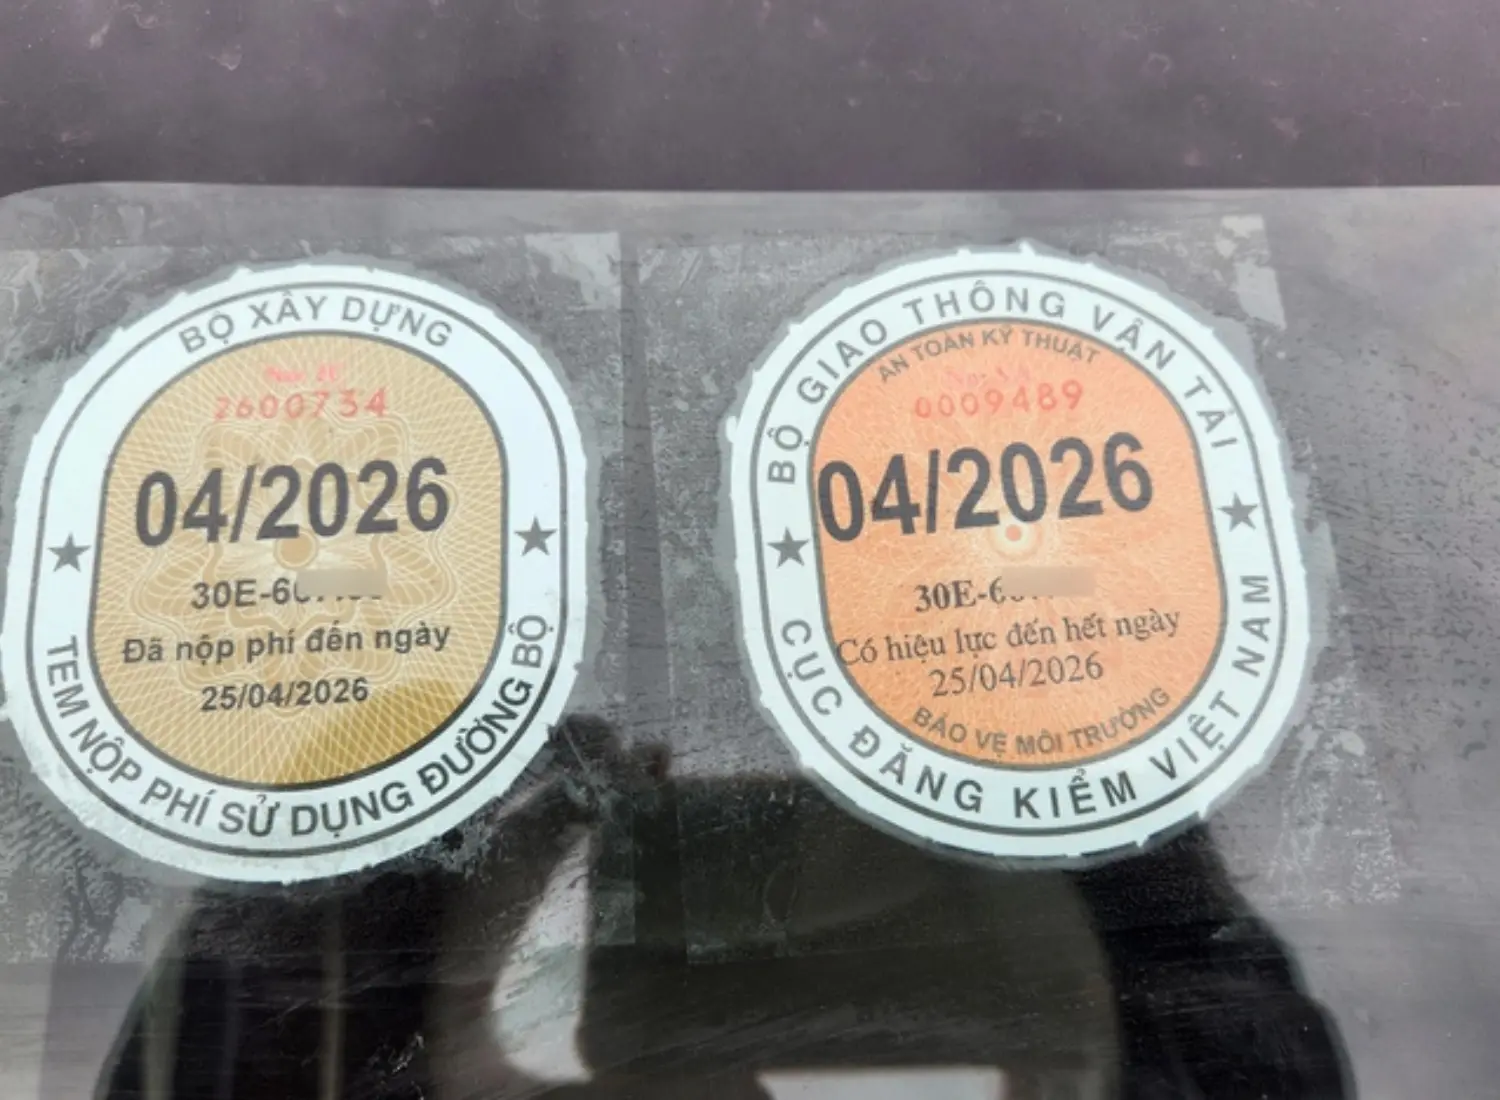 BỘ XÂY DỰNG
2600734
04/2026
30E-6
Đã nộp phí đến ngày
25/04/2026
TEM NỘP PHÍ SỬ DỤNG ĐƯỜNG BỘ
BỘ GIAO THÔNG VẬN TẢI
AN TOÀN KỸ THUẬT
0009489
04/2026
30E-6
Có hiệu lực đến hết ngày
25/04/2026
BẢO VỆ MÔI TRƯỜNG
CỤC ĐĂNG KIỂM VIỆT NAM